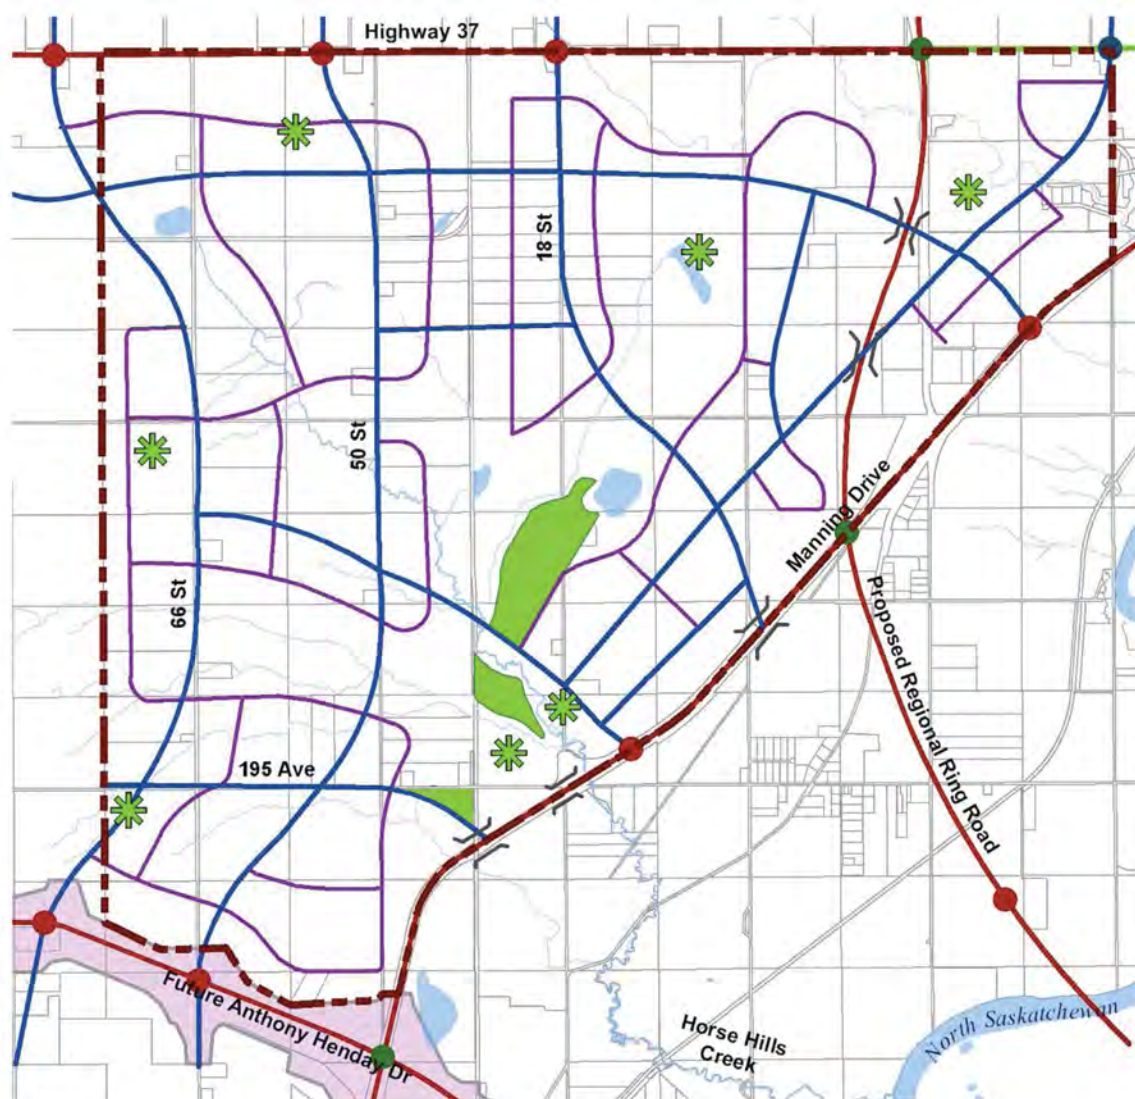 Highway 37
18 St
50 St
Manning Drive
66 St
Proposed Regional Ring Road
195 Ave
Future Anthony Henday Dr
Horse Hills
Creek
North Saskatchewan